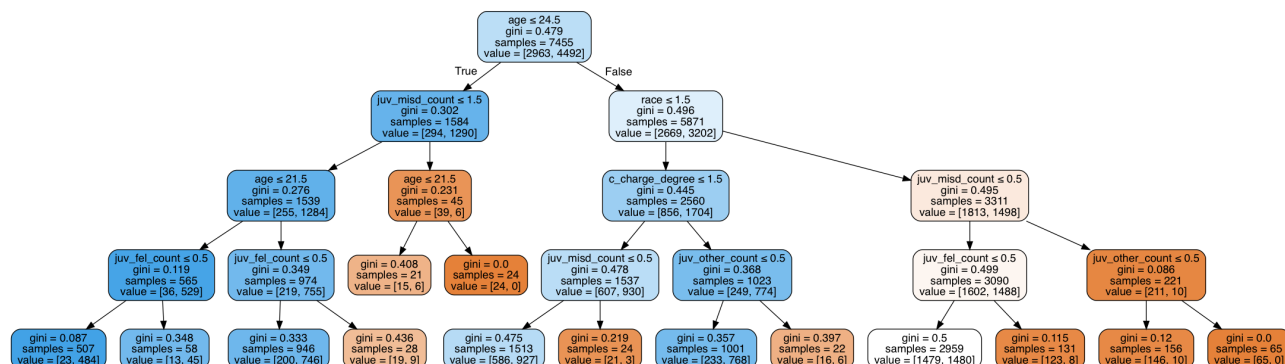 age ≤ 24.5
gini = 0.479
samples = 7455
value = [2963, 4492]
True
False
juv_misd_count ≤ 1.5
gini = 0.302
samples = 1584
value = [294, 1290]
race ≤ 1.5
gini = 0.496
samples = 5871
value = [2669, 3202]
age ≤ 21.5
gini = 0.276
samples = 1539
value = [255, 1284]
age ≤ 21.5
gini = 0.231
samples = 45
value = [39, 6]
c_charge_degree ≤ 1.5
gini = 0.445
samples = 2560
value = [856, 1704]
juv_misd_count ≤ 0.5
gini = 0.495
samples = 3311
value = [1813, 1498]
juv_fel_count ≤ 0.5
gini = 0.119
samples = 565
value = [36, 529]
juv_fel_count ≤ 0.5
gini = 0.349
samples = 974
value = [219, 755]
gini = 0.408
samples = 21
value = [15, 6]
gini = 0.0
samples = 24
value = [24, 0]
juv_misd_count ≤ 0.5
gini = 0.478
samples = 1537
value = [607, 930]
juv_other_count ≤ 0.5
gini = 0.368
samples = 1023
value = [249, 774]
juv_fel_count ≤ 0.5
gini = 0.499
samples = 3090
value = [1602, 1488]
juv_other_count ≤ 0.5
gini = 0.086
samples = 221
value = [211, 10]
gini = 0.087
samples = 507
value = [23, 484]
gini = 0.348
samples = 58
value = [13, 45]
gini = 0.333
samples = 946
value = [200, 746]
gini = 0.436
samples = 28
value = [19, 9]
gini = 0.475
samples = 1513
value = [586, 927]
gini = 0.219
samples = 24
value = [21, 3]
gini = 0.357
samples = 1001
value = [233, 768]
gini = 0.397
samples = 22
value = [16, 6]
gini = 0.5
samples = 2959
value = [1479, 1480]
gini = 0.115
samples = 131
value = [123, 8]
gini = 0.12
samples = 156
value = [146, 10]
gini = 0.0
samples = 65
value = [65, 0]